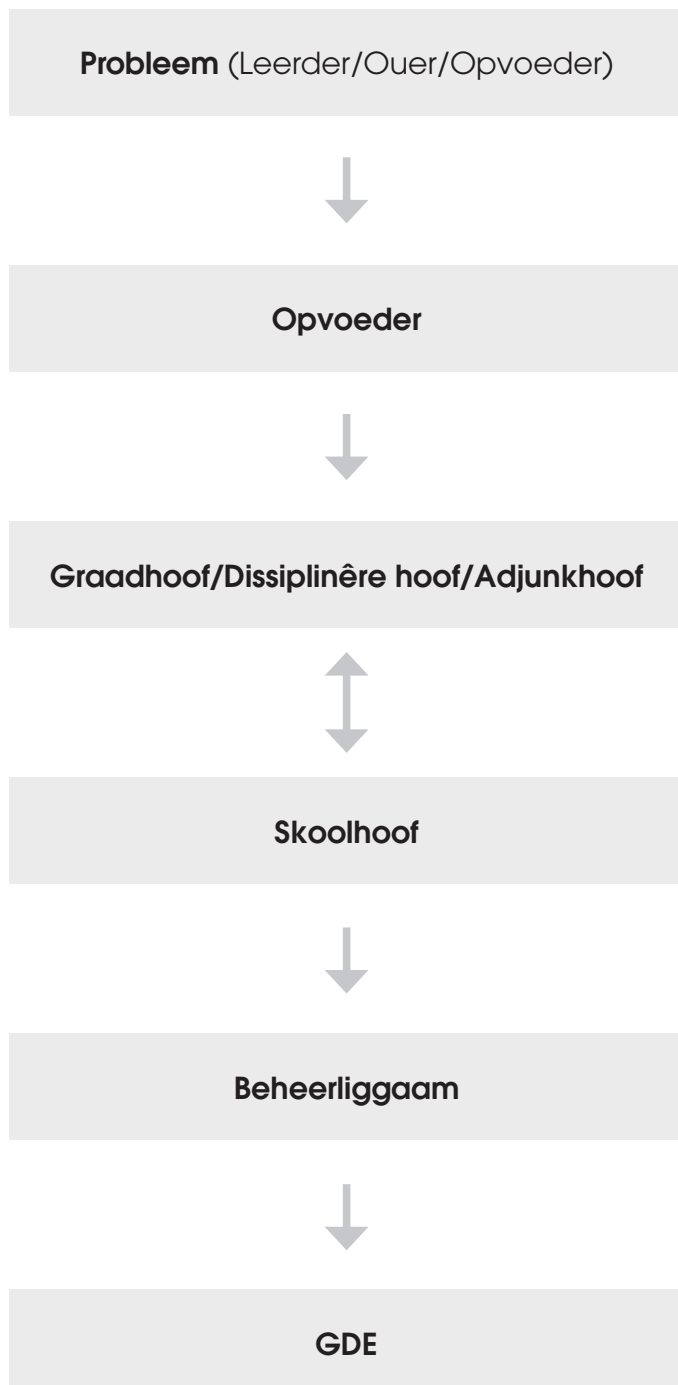 Probleem (Leerder/Ouer/Opvoeder)
Opvoeder
Graadhoof/Dissiplinêre hoof/Adjunkhoof
Skoolhoof
Beheerliggaam
GDE